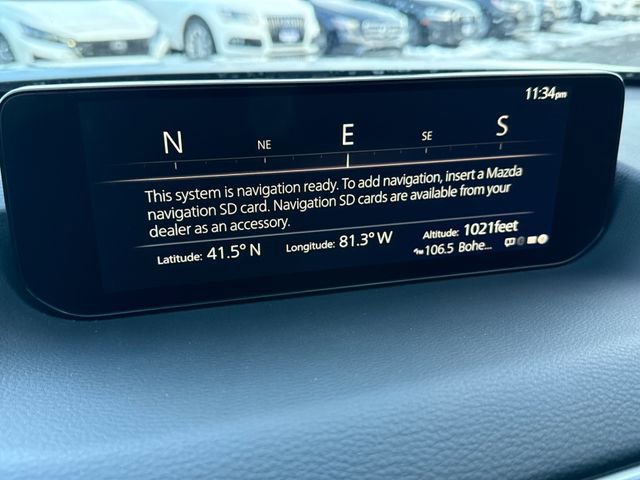 11:34pm
N NE E SE S
This system is navigation ready. To add navigation, insert a Mazda
navigation SD card. Navigation SD cards are available from your
dealer as an accessory.
Latitude: 41.5° N Longitude: 81.3° W Altitude: 1021feet
FM 106.5 Bohe...